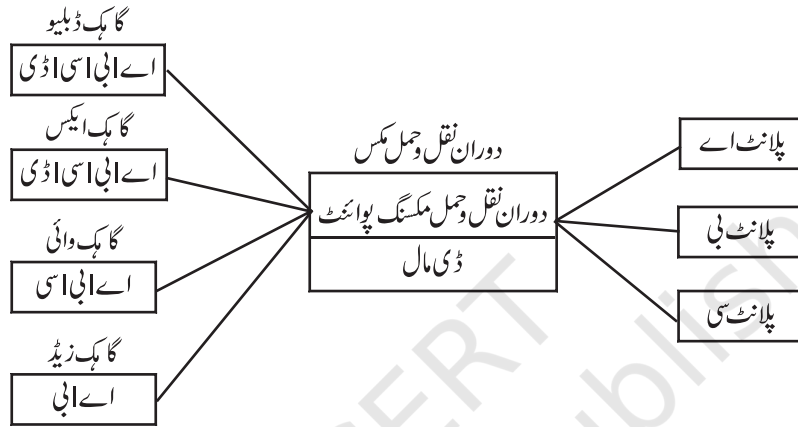 گاہک ڈبلیو
اے|بی|سی|ڈی
گاہک ایکس
اے|بی|سی|ڈی
گاہک وائی
اے|بی|سی
گاہک زیڈ
اے|بی
دوران نقل وحمل مکس
دوران نقل وحمل مکسنگ پوائنٹ
ڈی مال
پلانٹ اے
پلانٹ بی
پلانٹ سی